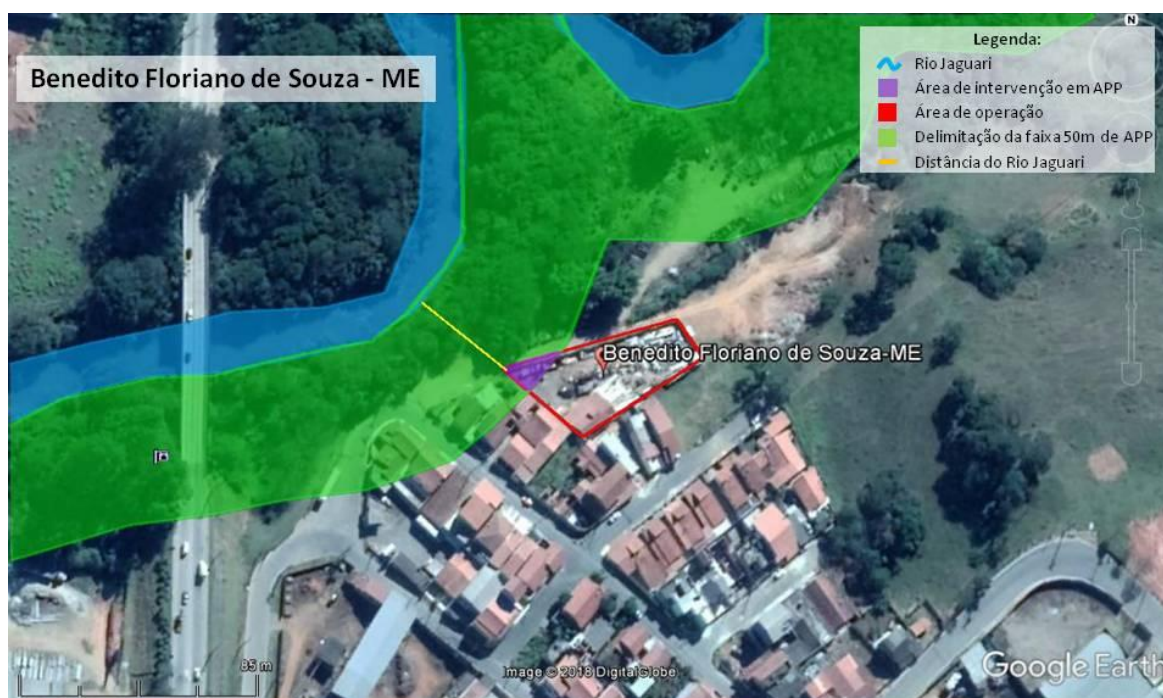 Benedito Floriano de Souza - ME
N
Legenda:
Rio Jaguari
Área de intervenção em APP
Área de operação
Delimitação da faixa 50m de APP
Distância do Rio Jaguari
Benedito Floriano de Souza-ME
85 m
Image © 2018 DigitalGlobe
Google Earth